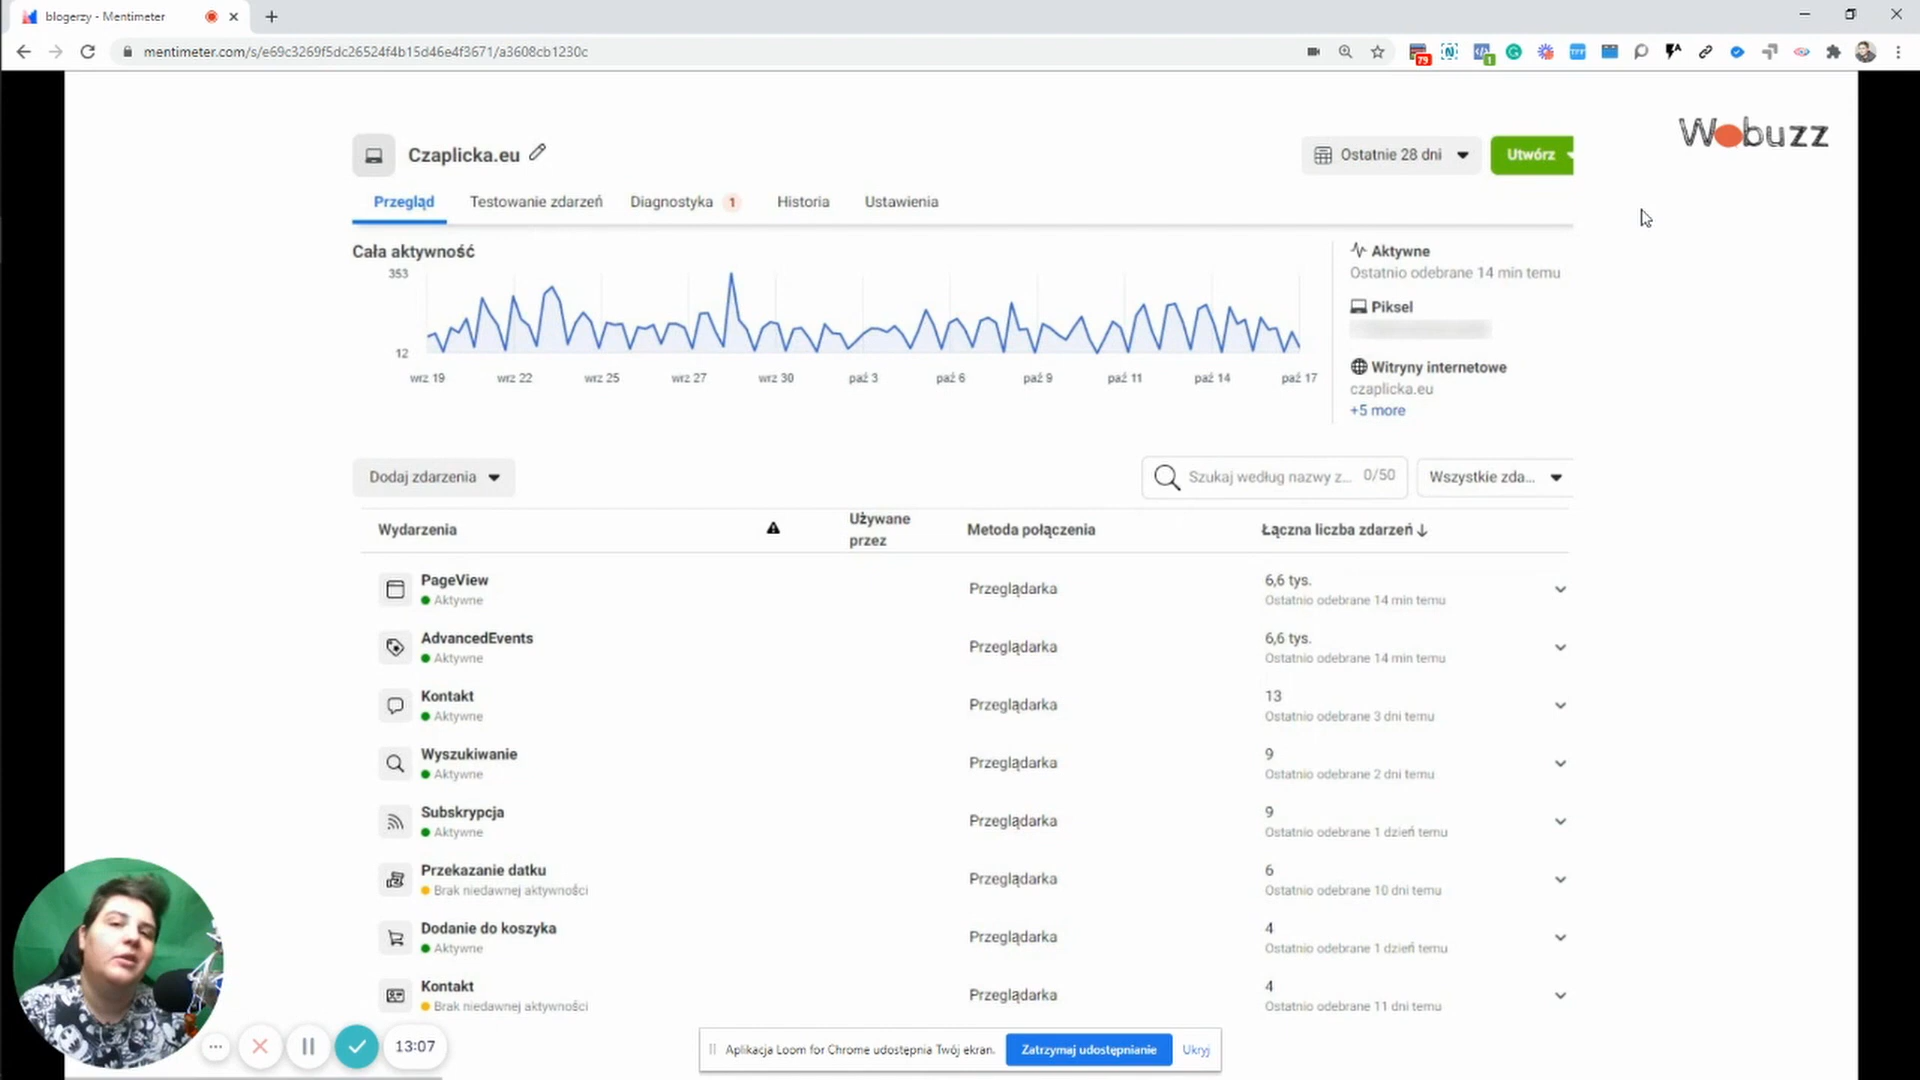 blogerzy - Mentimeter
mentimeter.com/s/e69c3269f5dc26524f4b15d46e4f3671/a3608cb1230c
79
1
Wobuzz
Czaplicka.eu
Ostatnie 28 dni
Utwórz
Przegląd
Testowanie zdarzeń
Diagnostyka 1
Historia
Ustawienia
Cała aktywność
353
12
wrz 19
wrz 22
wrz 25
wrz 27
wrz 30
paź 3
paź 6
paź 9
paź 11
paź 14
paź 17
Aktywne
Ostatnio odebrane 14 min temu
Piksel
Witryny internetowe
czaplicka.eu
+5 more
Dodaj zdarzenia
Szukaj według nazwy z... 0/50
Wszystkie zda...
Wydarzenia
Używane
przez
Metoda połączenia
Łączna liczba zdarzeń
PageView
Aktywne
Przeglądarka
6,6 tys.
Ostatnio odebrane 14 min temu
AdvancedEvents
Aktywne
Przeglądarka
6,6 tys.
Ostatnio odebrane 14 min temu
Kontakt
Aktywne
Przeglądarka
13
Ostatnio odebrane 3 dni temu
Wyszukiwanie
Aktywne
Przeglądarka
9
Ostatnio odebrane 2 dni temu
Subskrypcja
Aktywne
Przeglądarka
9
Ostatnio odebrane 1 dzień temu
Przekazanie datku
Brak niedawnej aktywności
Przeglądarka
6
Ostatnio odebrane 10 dni temu
Dodanie do koszyka
Aktywne
Przeglądarka
4
Ostatnio odebrane 1 dzień temu
Kontakt
Brak niedawnej aktywności
Przeglądarka
4
Ostatnio odebrane 11 dni temu
13:07
Aplikacja Loom for Chrome udostępnia Twój ekran.
Zatrzymaj udostępnianie
Ukryj